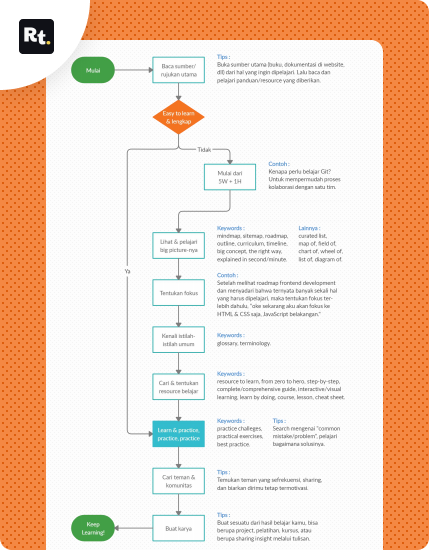 Rt.
Mulai
Baca sumber/
rujukan utama
Tips :
Buka sumber utama (buku, dokumentasi di website,
dll) dari hal yang ingin dipelajari. Lalu baca dan
pelajari panduan/resource yang diberikan.
Easy to learn
& lengkap
Tidak
Mulai dari
5W + 1H
Contoh :
Kenapa perlu belajar Git?
Untuk mempermudah proses
kolaborasi dengan satu tim.
Lihat & pelajari
big picture-nya
Keywords :
mindmap, sitemap, roadmap,
outline, curriculum, timeline,
big concept, the right way,
explained in second/minute.
Lainnya :
curated list,
map of, field of,
chart of, wheel of,
list of, diagram of.
Ya
Tentukan fokus
Contoh :
Setelah melihat roadmap frontend development
dan menyadari bahwa ternyata banyak sekali hal
yang harus dipelajari, maka tentukan fokus ter-
lebih dahulu, "oke sekarang aku akan fokus ke
HTML & CSS saja, JavaScript belakangan."
Kenali istilah-
istilah umum
Keywords :
glossary, terminology.
Cari & tentukan
resource belajar
Keywords :
resource to learn, from zero to hero, step-by-step,
complete/comprehensive guide, interactive/visual
learning, learn by doing, course, lesson, cheat sheet.
Learn & practice,
practice, practice
Keywords :
practice challeges,
practical exercises,
best practice.
Tips :
Search mengenai "common
mistake/problem", pelajari
bagaimana solusinya.
Cari teman &
komunitas
Tips :
Temukan teman yang sefrekuensi, sharing,
dan biarkan dirimu tetap termotivasi.
Keep
Learning!
Buat karya
Tips :
Buat sesuatu dari hasil belajar kamu, bisa
berupa project, pelatihan, kursus, atau
berupa sharing insight melalui tulisan.